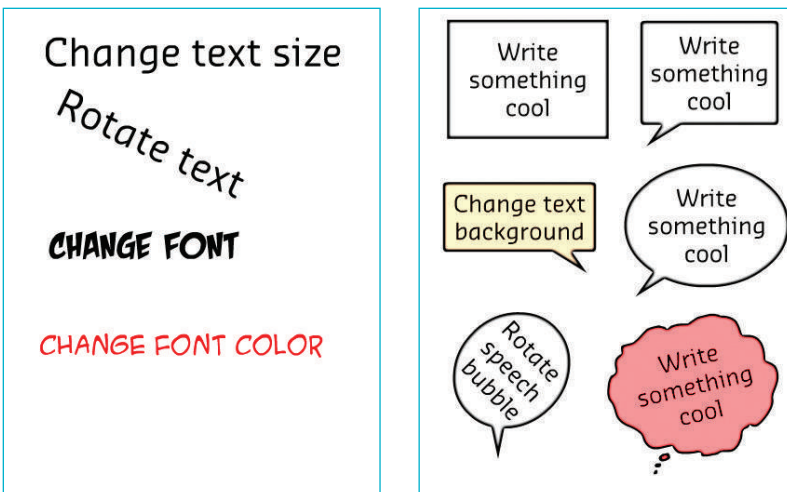 Change text size
Rotate text
CHANGE FONT
CHANGE FONT COLOR
Write
something
cool
Write
something
cool
Change text
background
Write
something
cool
Rotate
speech
bubble
Write
something
cool